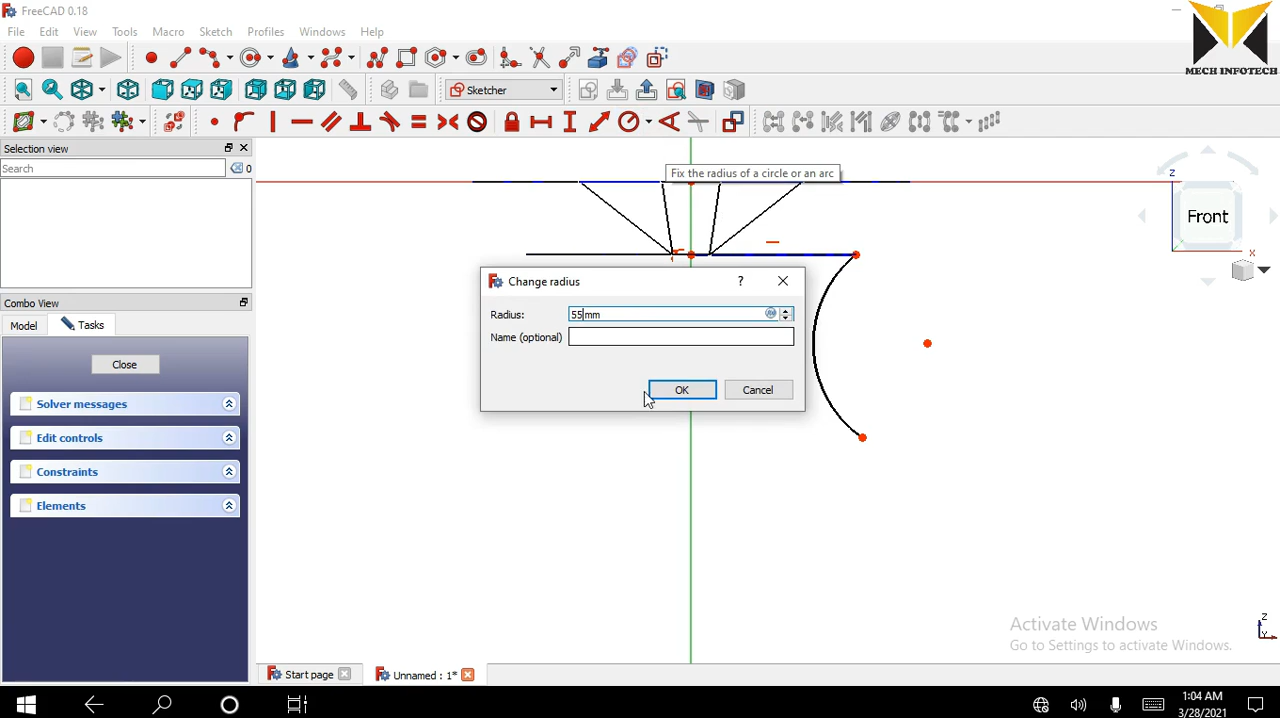 FreeCAD 0.18
File Edit View Tools Macro Sketch Profiles Windows Help
MECH INFOTECH
Sketcher
Selection view
Search
0
Fix the radius of a circle or an arc
Z
Front
X
Combo View
Model Tasks
Close
Solver messages
Edit controls
Constraints
Elements
Change radius ?
Radius: 55 mm
Name (optional)
OK Cancel
Activate Windows
Go to Settings to activate Windows.
Z
Y
X
Start page
Unnamed : 1*
1:04 AM
3/28/2021